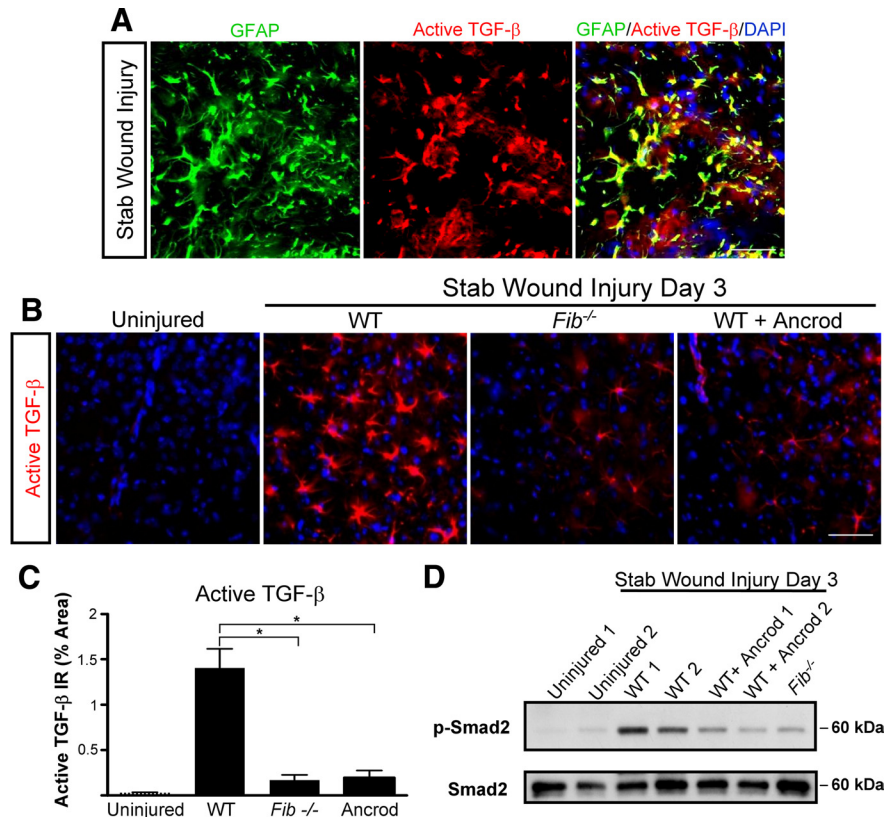 A
GFAP
Active TGF-β
GFAP/Active TGF-β/DAPI
Stab Wound Injury
B
Stab Wound Injury Day 3
Uninjured
WT
Fib-/-
WT + Ancrod
Active TGF-β
C
Active TGF-β
Active TGF-β IR (% Area)
2
1.5
1
0.5
*
*
Uninjured
WT
Fib -/-
Ancrod
D
Stab Wound Injury Day 3
Uninjured 1
Uninjured 2
WT 1
WT 2
WT+ Ancrod 1
WT + Ancrod 2
Fib-/-
p-Smad2
– 60 kDa
Smad2
– 60 kDa